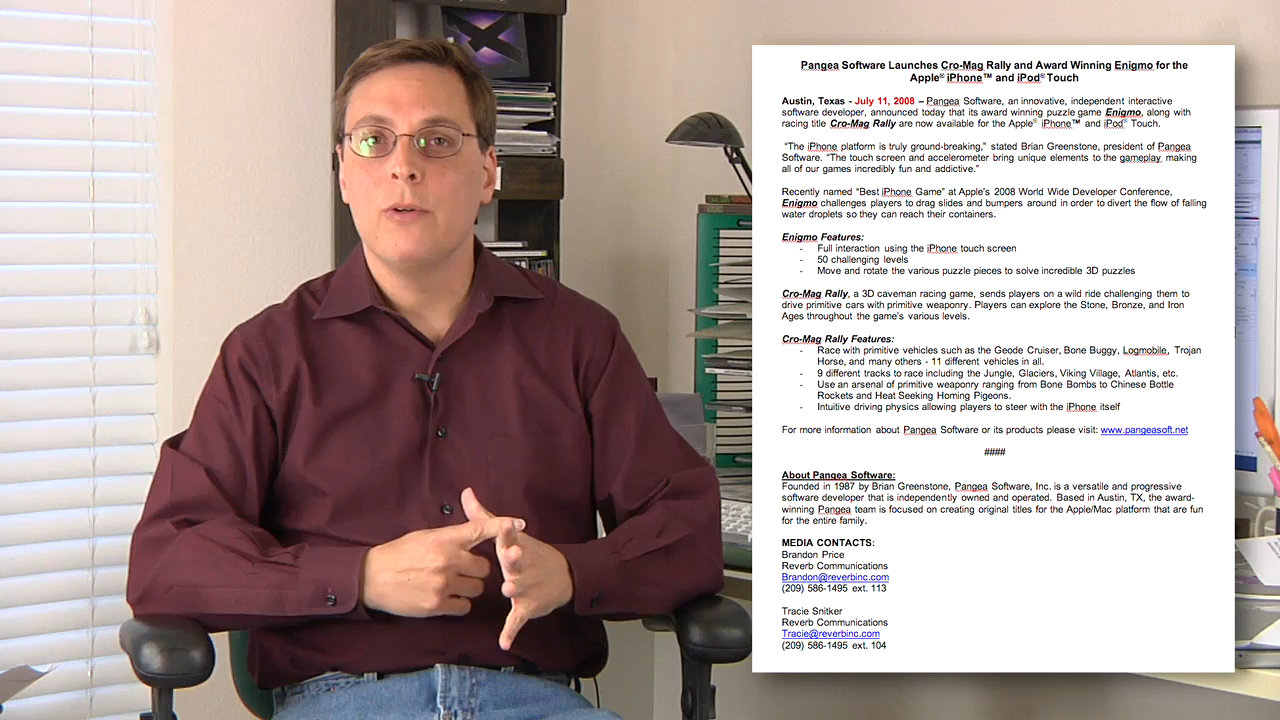 Pangea Software Launches Cro-Mag Rally and Award Winning Enigmo for the
Apple® iPhone™ and iPod® Touch
Austin, Texas - July 11, 2008 – Pangea Software, an innovative, independent interactive
software developer, announced today that its award winning puzzle game Enigmo, along with
racing title Cro-Mag Rally are now available for the Apple® iPhone™ and iPod® Touch.
“The iPhone platform is truly ground-breaking,” stated Brian Greenstone, president of Pangea
Software. “The touch screen and accelerometer bring unique elements to the gameplay making
all of our games incredibly fun and addictive.”
Recently named “Best iPhone Game” at Apple’s 2008 World Wide Developer Conference,
Enigmo challenges players to drag slides and bumpers around in order to divert the flow of falling
water droplets so they can reach their containers.
Enigmo Features:
- Full interaction using the iPhone touch screen
- 50 challenging levels
- Move and rotate the various puzzle pieces to solve incredible 3D puzzles
Cro-Mag Rally, a 3D caveman racing game, sends players on a wild ride challenging them to
drive primitive cars with primitive weaponry. Players can explore the Stone, Bronze, and Iron
Ages throughout the game’s various levels.
Cro-Mag Rally Features:
- Race with primitive vehicles such as the Geode Cruiser, Bone Buggy, Logmobile, Trojan
Horse, and many others - 11 different vehicles in all.
- 9 different tracks to race including the Jungle, Glaciers, Viking Village, Atlantis, etc.
- Use an arsenal of primitive weaponry ranging from Bone Bombs to Chinese Bottle
Rockets and Heat Seeking Homing Pigeons.
- Intuitive driving physics allowing players to steer with the iPhone itself
For more information about Pangea Software or its products please visit: www.pangeasoft.net
####
About Pangea Software:
Founded in 1987 by Brian Greenstone, Pangea Software, Inc. is a versatile and progressive
software developer that is independently owned and operated. Based in Austin, TX, the award-
winning Pangea team is focused on creating original titles for the Apple/Mac platform that are fun
for the entire family.
MEDIA CONTACTS:
Brandon Price
Reverb Communications
Brandon@reverbinc.com
(209) 586-1495 ext. 113
Tracie Snitker
Reverb Communications
Tracie@reverbinc.com
(209) 586-1495 ext. 104